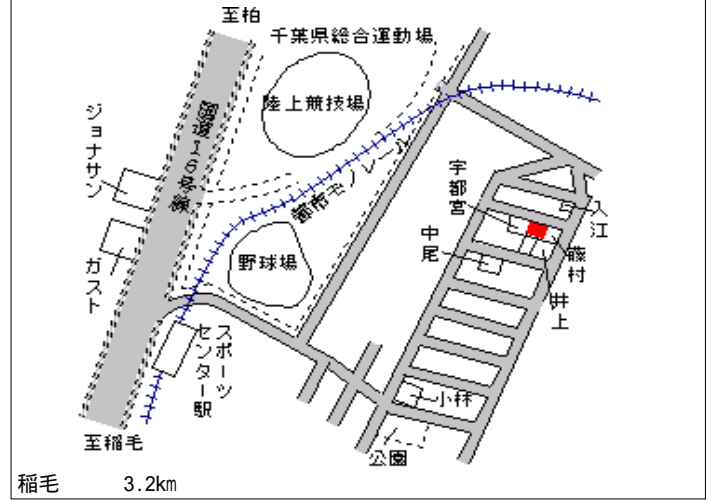 至柏
千葉県総合運動場
陸上競技場
国道16号線
ジョナサン
ガスト
都市モノレール
野球場
スポーツ
センター駅
宇都宮
中尾
入江
藤村
井上
小林
公園
至稲毛
稲毛 3.2km